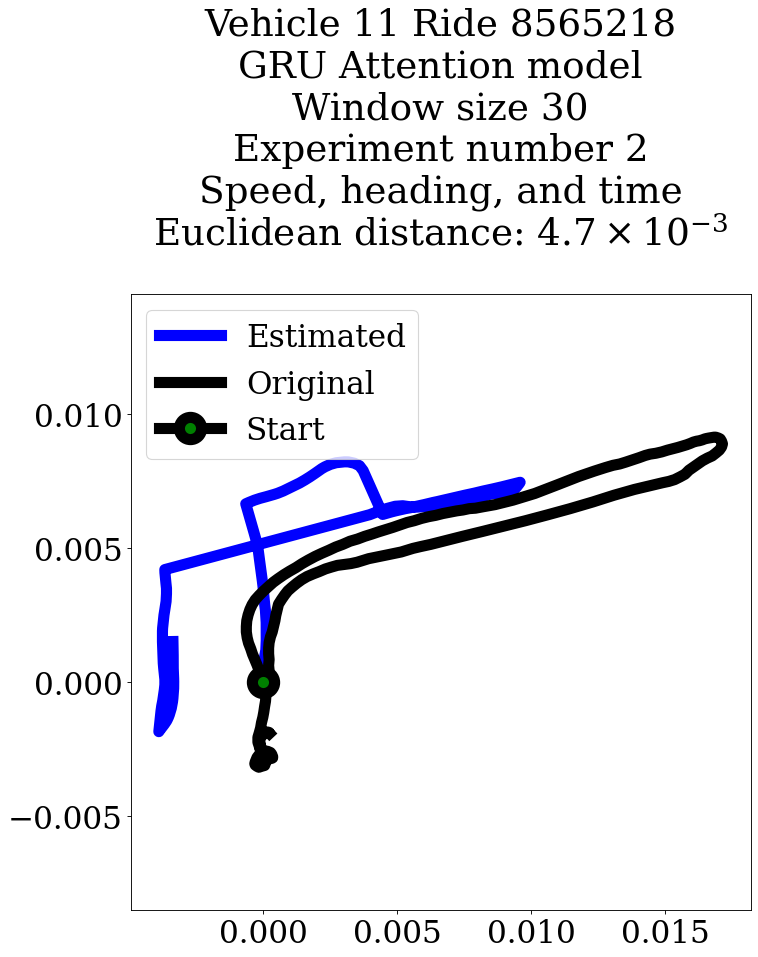 Vehicle 11 Ride 8565218
GRU Attention model
Window size 30
Experiment number 2
Speed, heading, and time
Euclidean distance: 4.7 × 10⁻³
Estimated
Original
Start
0.010
0.005
0.000
−0.005
0.000 0.005 0.010 0.015